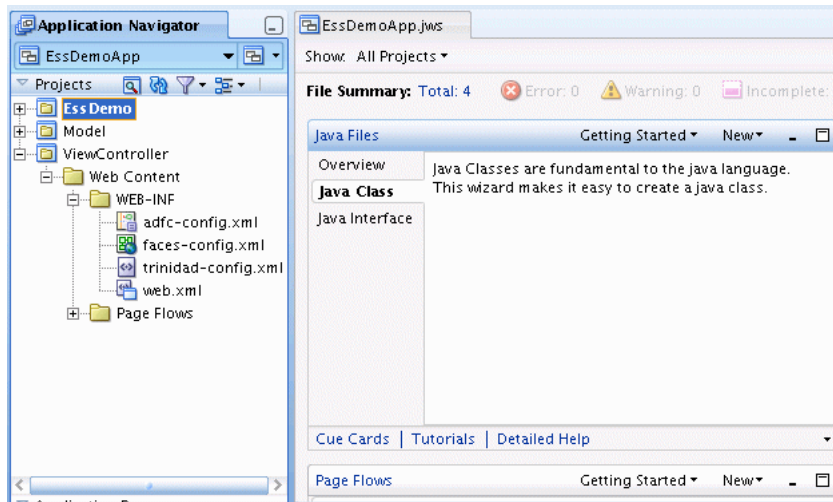 Application Navigator
EssDemoApp
Projects
EssDemo
Model
ViewController
Web Content
WEB-INF
adfc-config.xml
faces-config.xml
trinidad-config.xml
web.xml
Page Flows
EssDemoApp.jws
Show: All Projects
File Summary: Total: 4 Error: 0 Warning: 0 Incomplete:
Java Files Getting Started New
Overview
Java Class
Java Interface
Java Classes are fundamental to the java language.
This wizard makes it easy to create a java class.
Cue Cards | Tutorials | Detailed Help
Page Flows Getting Started New